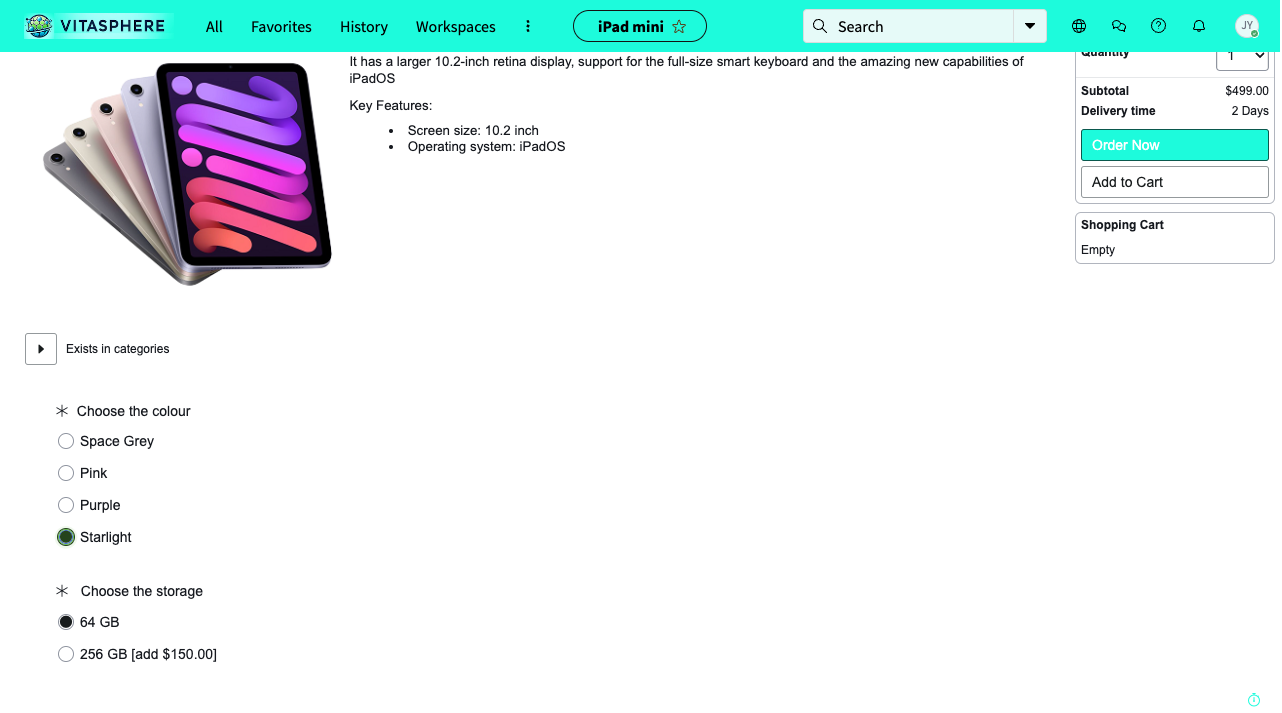 VITASPHERE
All
Favorites
History
Workspaces
iPad mini
Search
JY
It has a larger 10.2-inch retina display, support for the full-size smart keyboard and the amazing new capabilities of
iPadOS
Key Features:
Screen size: 10.2 inch
Operating system: iPadOS
Quantity
1
Subtotal
$499.00
Delivery time
2 Days
Order Now
Add to Cart
Shopping Cart
Empty
Exists in categories
Choose the colour
Space Grey
Pink
Purple
Starlight
Choose the storage
64 GB
256 GB [add $150.00]